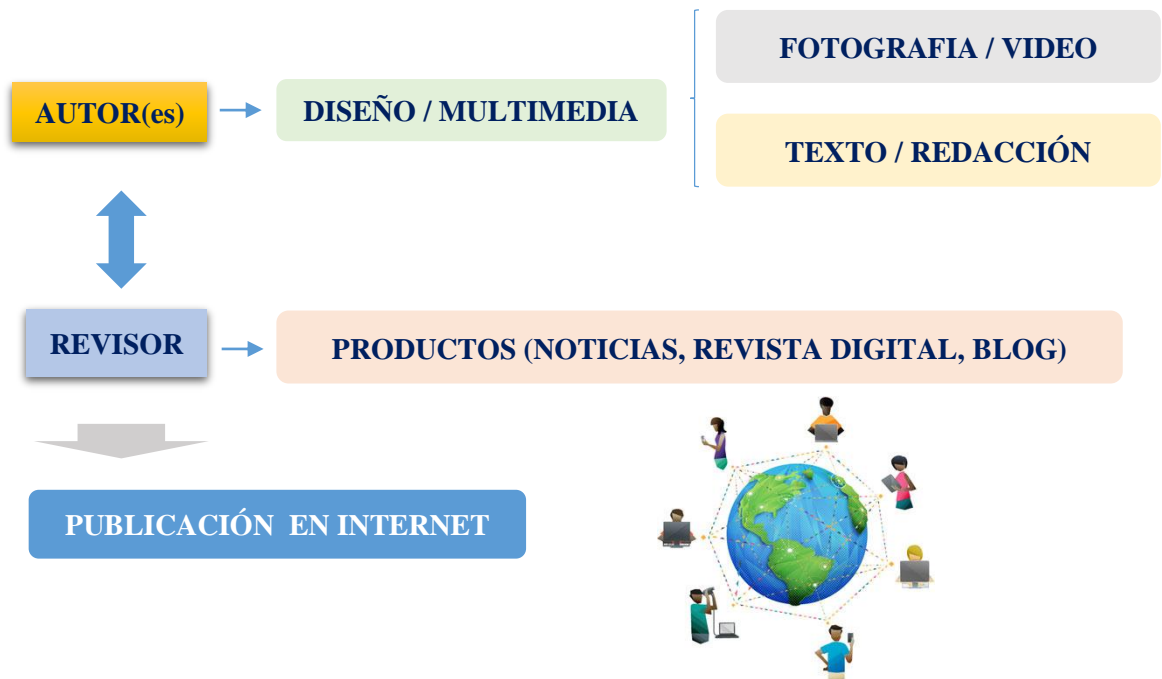 FOTOGRAFIA / VIDEO
AUTOR(es)
DISEÑO / MULTIMEDIA
TEXTO / REDACCIÓN
REVISOR
PRODUCTOS (NOTICIAS, REVISTA DIGITAL, BLOG)
PUBLICACIÓN EN INTERNET